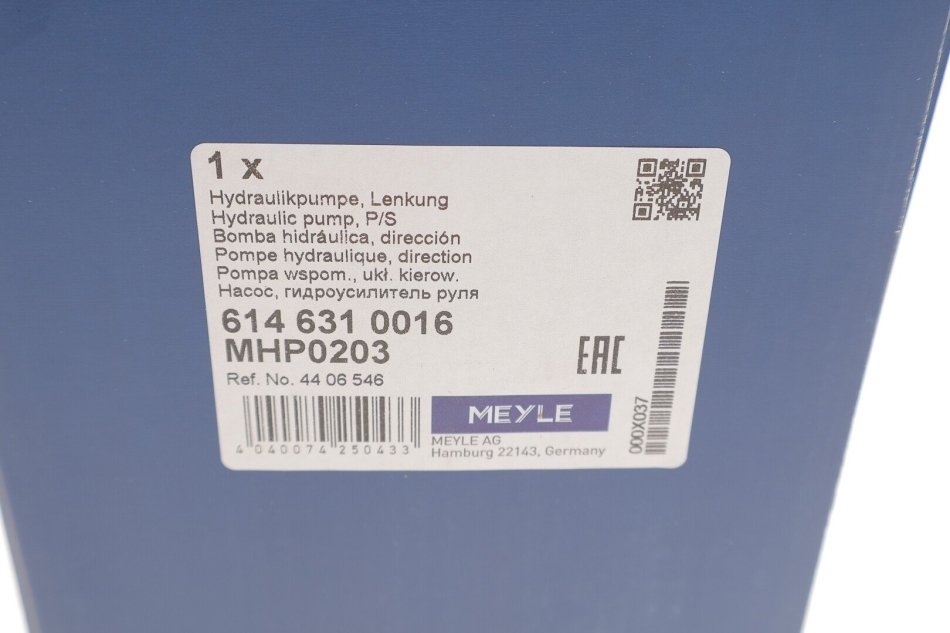 1 x
Hydraulikpumpe, Lenkung
Hydraulic pump, P/S
Bomba hidráulica, dirección
Pompe hydraulique, direction
Pompa wspom., ukł. kierow.
Насос, гидроусилитель руля
614 631 0016
MHP0203
Ref. No. 44 06 546
EAC
000X037
4 040074 250433
MEYLE
MEYLE AG
Hamburg 22143, Germany